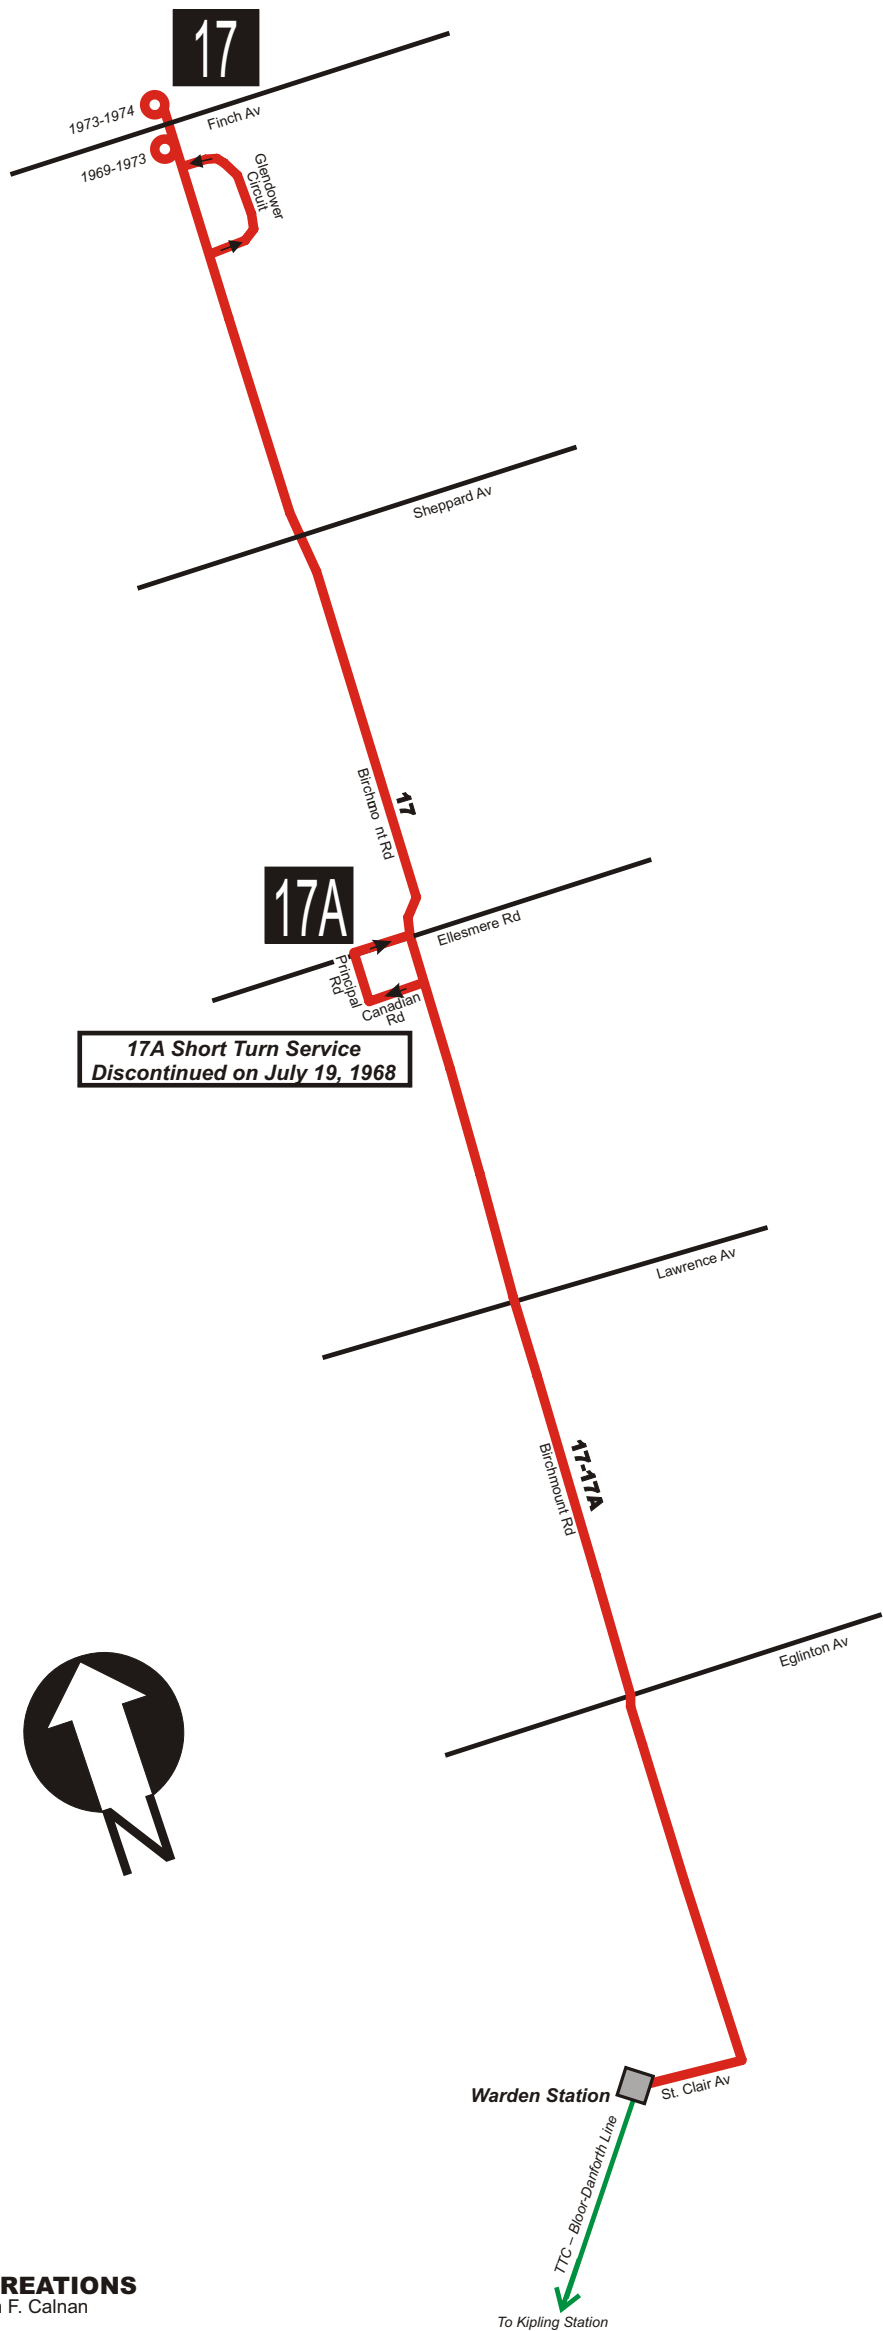 17
1973-1974
Finch Av
1969-1973
Glendower
Circuit
Sheppard Av
Birchmount Rd
17
17A
Ellesmere Rd
Principal
Rd
Canadian
Rd
17A Short Turn Service
Discontinued on July 19, 1968
Lawrence Av
17-17A
Birchmount Rd
Eglinton Av
N
Warden Station
St. Clair Av
TTC – Bloor-Danforth Line
To Kipling Station
REATIONS
F. Calnan